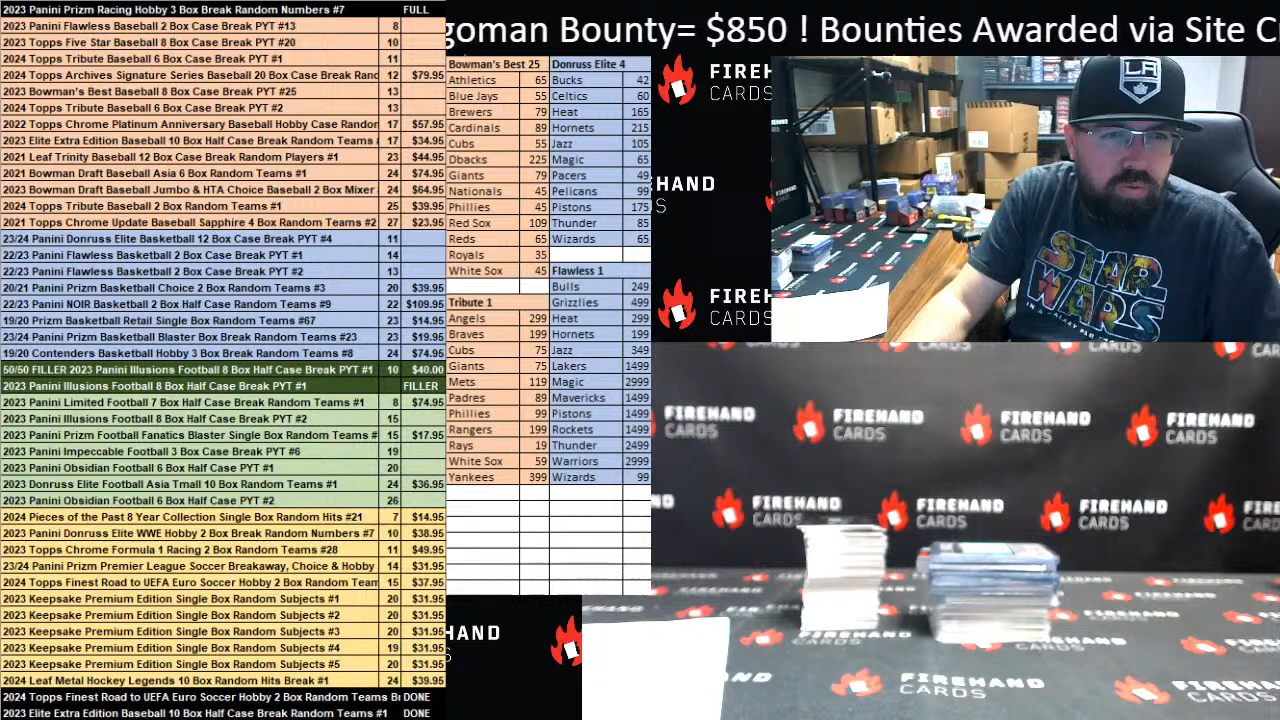 2023 Panini Prizm Racing Hobby 3 Box Break Random Numbers #7 FULL
2023 Panini Flawless Baseball 2 Box Break PYT #13 8
2023 Topps Five Star Baseball 8 Box Case Break PYT #20 10
2024 Topps Tribute Baseball 6 Box Break PYT #1 11
2024 Topps Archives Signature Series Baseball 20 Box Case Break Ranc 12 $79.95
2023 Bowman's Best Baseball 8 Box Case Break PYT #25 13
2024 Topps Tribute Baseball 6 Box Case Break PYT #2 13
2022 Topps Chrome Platinum Anniversary Baseball Hobby Case Randor 17 $57.95
2023 Elite Extra Edition Baseball 10 Box Half Case Break Random Teams 17 $34.95
2021 Leaf Trinity Baseball 12 Box Case Break Random Players #1 23 $44.95
2021 Bowman Draft Baseball Asia 6 Box Random Teams #1 24 $74.95
2023 Bowman Draft Baseball Jumbo & HTA Choice Baseball 2 Box Mixer 24 $64.95
2024 Topps Tribute Baseball 2 Box Random Teams #1 25 $39.95
2021 Topps Chrome Update Baseball Sapphire 4 Box Random Teams #2 27 $23.95
23/24 Panini Donruss Elite Basketball 12 Box Case Break PYT #4 11
22/23 Panini Flawless Basketball 2 Box Case Break PYT #1 14
22/23 Panini Flawless Basketball 2 Box Case Break PYT #2 13
20/21 Panini Prizm Basketball Choice 2 Box Random Teams #3 20 $39.95
22/23 Panini NOIR Basketball 2 Box Half Case Break Random Teams #9 22 $109.95
19/20 Prizm Basketball Retail Single Box Random Teams #67 23 $14.95
23/24 Panini Prizm Basketball Blaster Box Break Random Teams #23 23 $19.95
19/20 Contenders Basketball Hobby 3 Box Break Random Teams #8 24 $74.95
50/50 FILLER 2023 Panini Illusions Football 8 Box Half Case Break PYT #1 10 $40.00
2023 Panini Illusions Football 8 Box Half Case Break PYT #1 FILLER
2023 Panini Limited Football 7 Box Half Case Break Random Teams #1 8 $74.95
2023 Panini Illusions Football 8 Box Half Case Break PYT #2 15
2023 Panini Prizm Football Fanatics Blaster Single Box Random Teams # 15 $17.95
2023 Panini Impeccable Football 3 Box Case Break PYT #6 19
2023 Panini Obsidian Football 6 Box Half Case PYT #1 20
2023 Donruss Elite Football Asia Tmall 10 Box Random Teams #1 24 $36.95
2023 Panini Obsidian Football 6 Box Half Case PYT #2 26
2024 Pieces of the Past 8 Year Collection Single Box Random Hits #21 7 $14.95
2023 Panini Donruss Elite WWE Hobby 2 Box Break Random Numbers #7 10 $38.95
2023 Topps Chrome Formula 1 Racing 2 Box Random Teams #28 11 $49.95
23/24 Panini Prizm Premier League Soccer Breakaway, Choice & Hobby 14 $31.95
2024 Topps Finest Road to UEFA Euro Soccer Hobby 2 Box Random Team 15 $37.95
2023 Keepsake Premium Edition Single Box Random Subjects #1 20 $31.95
2023 Keepsake Premium Edition Single Box Random Subjects #2 20 $31.95
2023 Keepsake Premium Edition Single Box Random Subjects #3 20 $31.95
2023 Keepsake Premium Edition Single Box Random Subjects #4 19 $31.95
2023 Keepsake Premium Edition Single Box Random Subjects #5 20 $31.95
2024 Leaf Metal Hockey Legends 10 Box Random Hits Break #1 24 $39.95
2024 Topps Finest Road to UEFA Euro Soccer Hobby 2 Box Random Teams B DONE
2023 Elite Extra Edition Baseball 10 Box Half Case Break Random Teams #1 DONE
goman Bounty= $850 ! Bounties Awarded via Site C
Bowman's Best 25
Athletics 65
Blue Jays 55
Brewers 79
Cardinals 89
Cubs 55
Dbacks 225
Giants 79
Nationals 45
Phillies 45
Red Sox 109
Reds 65
Royals 35
White Sox 45
Tribute 1
Angels 299
Braves 199
Cubs 75
Giants 75
Mets 119
Padres 89
Phillies 99
Rangers 199
Rays 19
White Sox 59
Yankees 399
Donruss Elite 4
Bucks 42
Celtics 60
Heat 165
Hornets 215
Jazz 105
Magic 65
Pacers 49
Pelicans 99
Pistons 175
Thunder 85
Wizards 65
Flawless 1
Bulls 249
Grizzlies 499
Heat 299
Hornets 199
Jazz 349
Lakers 1499
Magic 2999
Mavericks 1499
Pistons 1499
Rockets 1499
Thunder 2499
Warriors 2999
Wizards 99
FIREH
CARDS
HAND
S
FIREH
CARDS
LA
STAR
WARS
IN A GALAXY FAR
FIREHAND
CARDS
FIREHAND
CARDS
FIREHAND
CARDS
FIREHAND
CARDS
FIREHAND
CARDS
FIREHAND
CARDS
HAND
S
FIREHAND
CARDS
FIREHAND
CARDS